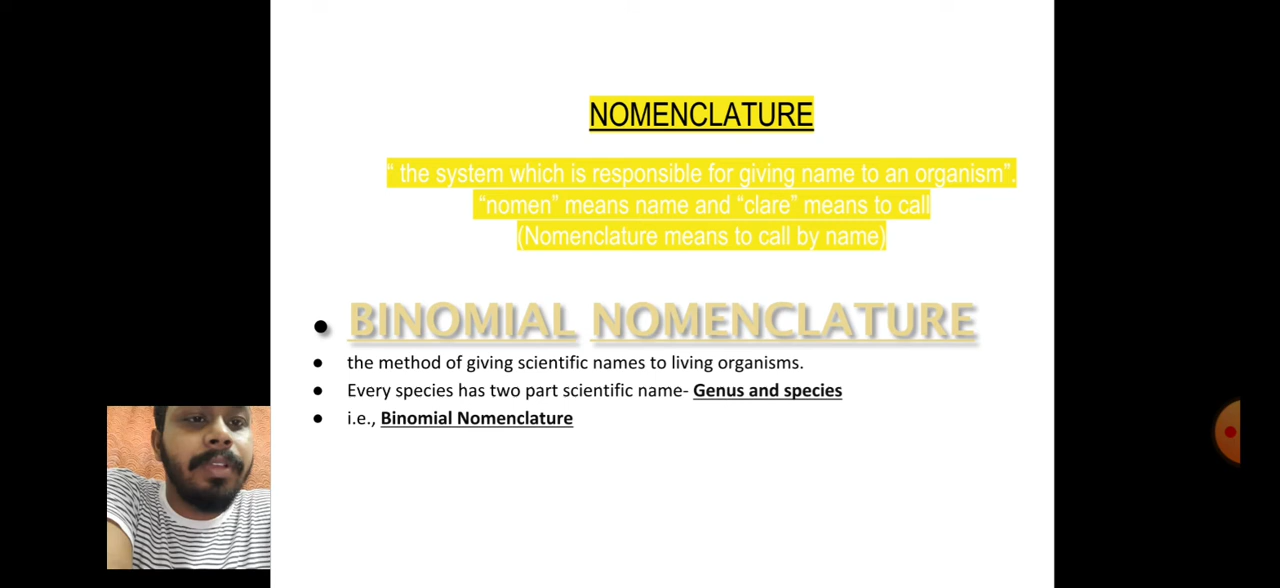 NOMENCLATURE
“ the system which is responsible for giving name to an organism”.
“nomen” means name and “clare” means to call
(Nomenclature means to call by name)
• BINOMIAL NOMENCLATURE
• the method of giving scientific names to living organisms.
• Every species has two part scientific name- Genus and species
• i.e., Binomial Nomenclature